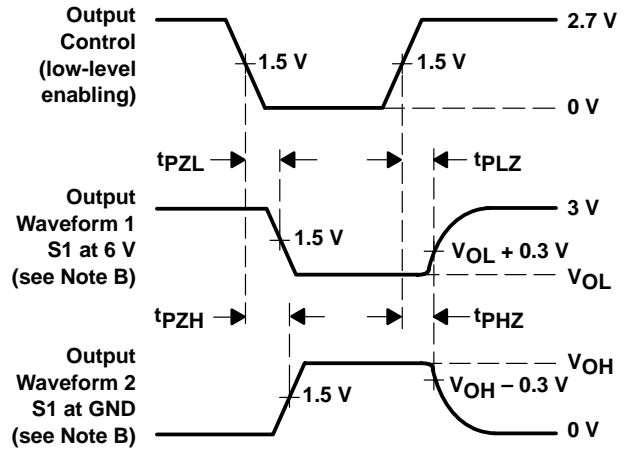 Output
Control
(low-level
enabling)
2.7 V
1.5 V
1.5 V
0 V
tPZL
tPLZ
Output
Waveform 1
S1 at 6 V
(see Note B)
3 V
1.5 V
VOL + 0.3 V
VOL
tPZH
tPHZ
Output
Waveform 2
S1 at GND
(see Note B)
VOH
1.5 V
VOH – 0.3 V
0 V